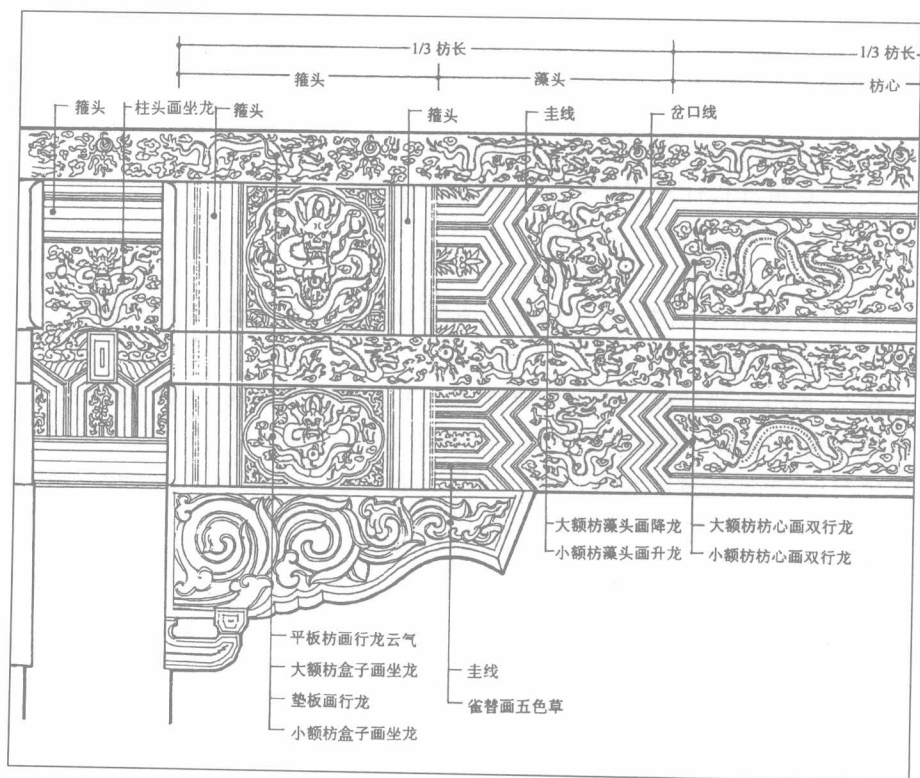 1/3 枋长
1/3 枋长
箍头
藻头
枋心
箍头
柱头画坐龙
箍头
箍头
圭线
岔口线
大额枋藻头画降龙
大额枋枋心画双行龙
小额枋藻头画升龙
小额枋枋心画双行龙
平板枋画行龙云气
大额枋盒子画坐龙
圭线
垫板画行龙
雀替画五色草
小额枋盒子画坐龙